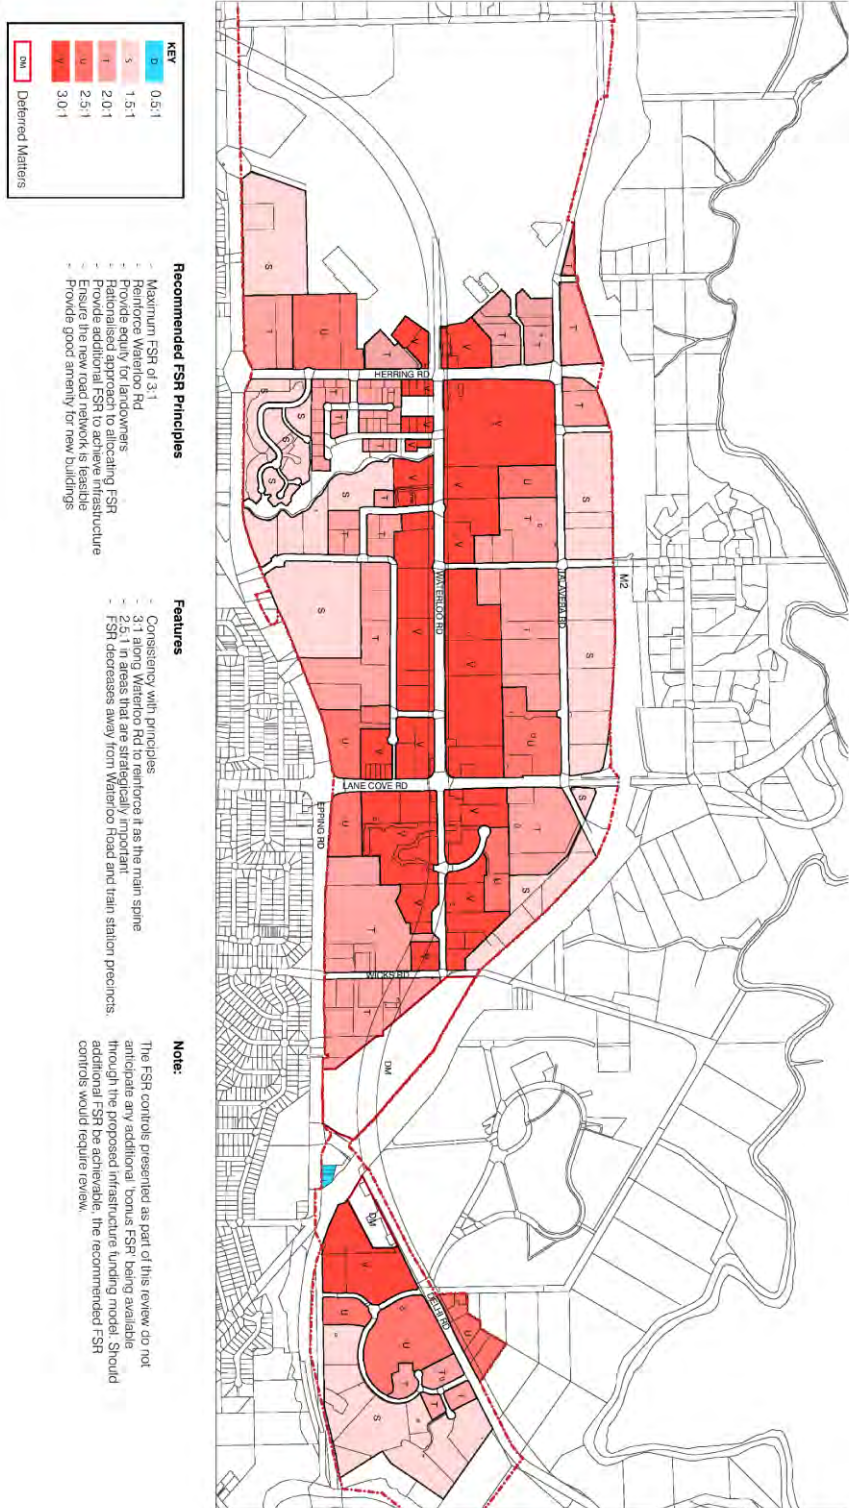 KEY
D 0.5:1
S 1.5:1
T 2.0:1
U 2.5:1
V 3.0:1
DM Deferred Matters
Recommended FSR Principles
- Maximum FSR of 3:1
- Reinforce Waterloo Rd
- Provide equity for landowners
- Rationalised approach to allocating FSR
- Provide additional FSR to achieve infrastructure
- Ensure the new road network is feasible
- Provide good amenity for new buildings
Features
- Consistency with principles
- 3:1 along Waterloo Rd to reinforce it as the main spine
- 2.5:1 in areas that are strategically important
- FSR decreases away from Waterloo Road and train station precincts.
Note:
The FSR controls presented as part of this review do not
anticipate any additional 'bonus FSR' being available
through the proposed infrastructure funding model. Should
additional FSR be achievable, the recommended FSR
controls would require review.
HERRING RD
WATERLOO RD
TALAVERA RD
M2
LANE COVE RD
EPPING RD
WICKS RD
DELHI RD
DM
DM